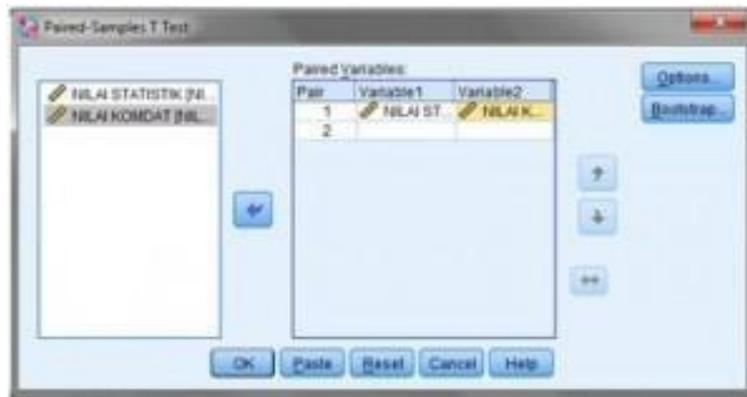 Paired-Samples T Test
NILAI STATISTIK [NI...
NILAI KOMDAT [NIL...
Paired Variables:
Pair Variable1 Variable2
1 NILAI ST... NILAI K...
2
Options...
Bootstrap...
OK Paste Reset Cancel Help